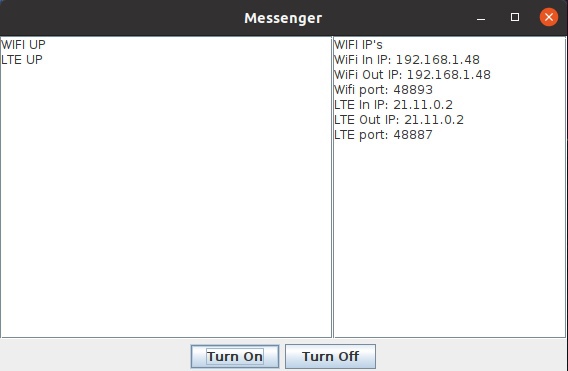 Messenger
WIFI UP
LTE UP
WIFI IP's
WiFi In IP: 192.168.1.48
WiFi Out IP: 192.168.1.48
Wifi port: 48893
LTE In IP: 21.11.0.2
LTE Out IP: 21.11.0.2
LTE port: 48887
Turn On
Turn Off